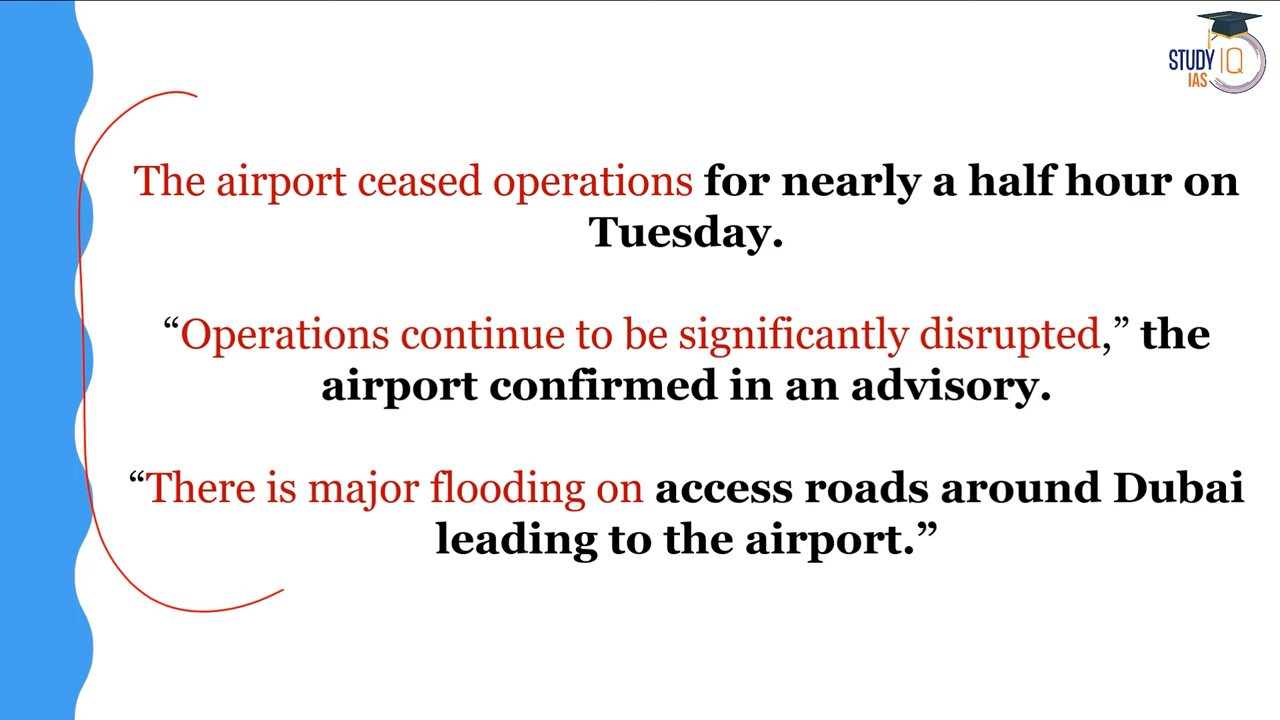 STUDY IQ
IAS
The airport ceased operations for nearly a half hour on
Tuesday.
“Operations continue to be significantly disrupted,” the
airport confirmed in an advisory.
“There is major flooding on access roads around Dubai
leading to the airport.”